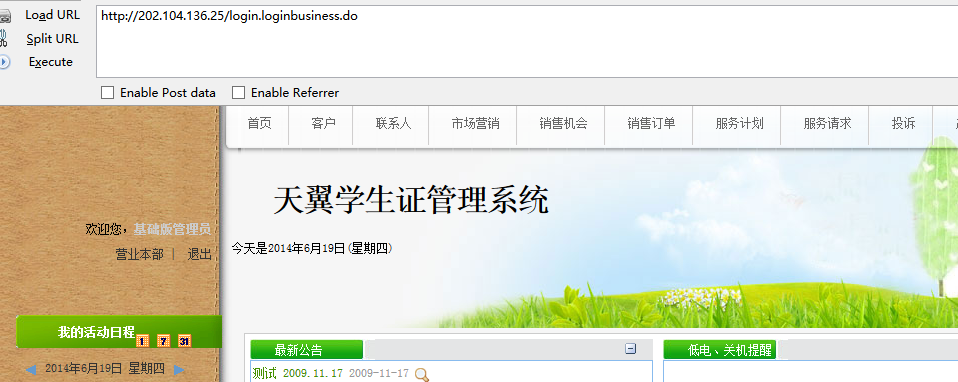 Load URL
http://202.104.136.25/login.loginbusiness.do
Split URL
Execute
Enable Post data
Enable Referrer
首页
客户
联系人
市场营销
销售机会
销售订单
服务计划
服务请求
投诉
天翼学生证管理系统
欢迎您，基础版管理员
营业本部 | 退出
今天是2014年6月19日(星期四)
我的活动日程
1 7 31
2014年6月19日 星期四
最新公告
测试 2009.11.17 2009-11-17
低电、关机提醒